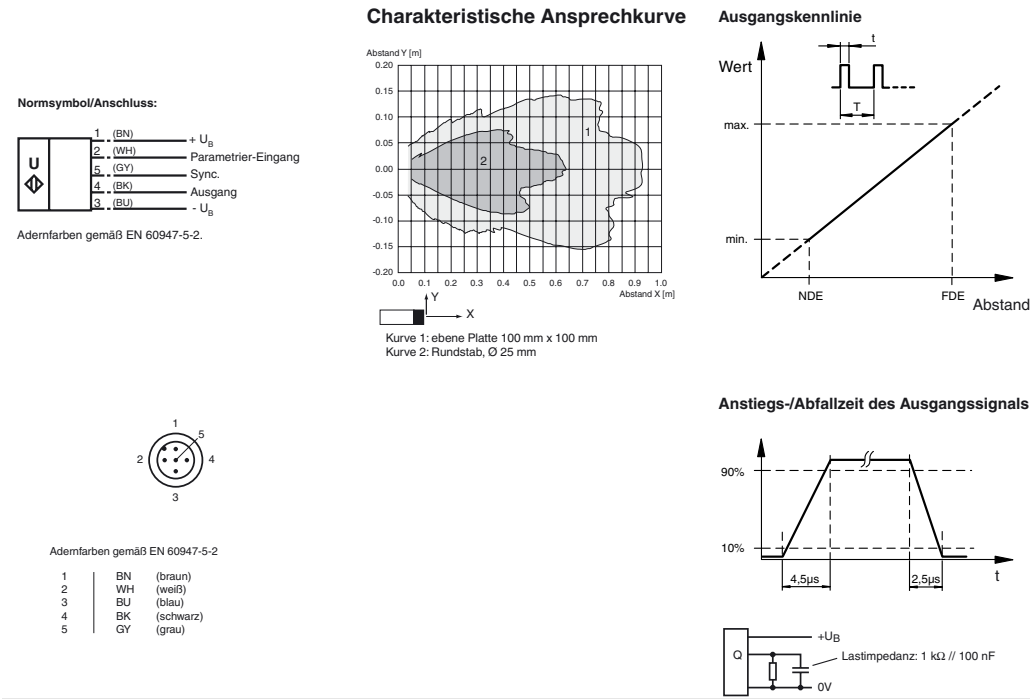 Normsymbol/Anschluss:
U
1 (BN) + UB
2 (WH) Parametrier-Eingang
5 (GY) Sync.
4 (BK) Ausgang
3 (BU) - UB
Adernfarben gemäß EN 60947-5-2.
1
5
2
4
3
Adernfarben gemäß EN 60947-5-2
1 BN (braun)
2 WH (weiß)
3 BU (blau)
4 BK (schwarz)
5 GY (grau)
Charakteristische Ansprechkurve
Abstand Y [m]
0.20
0.15
0.10
0.05
0.00
-0.05
-0.10
-0.15
-0.20
1
2
0.0 0.1 0.2 0.3 0.4 0.5 0.6 0.7 0.8 0.9 1.0
Abstand X [m]
Y
X
Kurve 1: ebene Platte 100 mm x 100 mm
Kurve 2: Rundstab, Ø 25 mm
Ausgangskennlinie
Wert
t
T
max.
min.
NDE FDE
Abstand
Anstiegs-/Abfallzeit des Ausgangssignals
90%
10%
4,5µs 2,5µs
t
+UB
Q
Lastimpedanz: 1 kΩ // 100 nF
0V